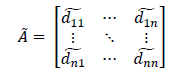 Ã = [ d̃₁₁ ⋯ d̃₁ₙ
⋮ ⋱ ⋮
d̃ₙ₁ ⋯ d̃ₙₙ ]